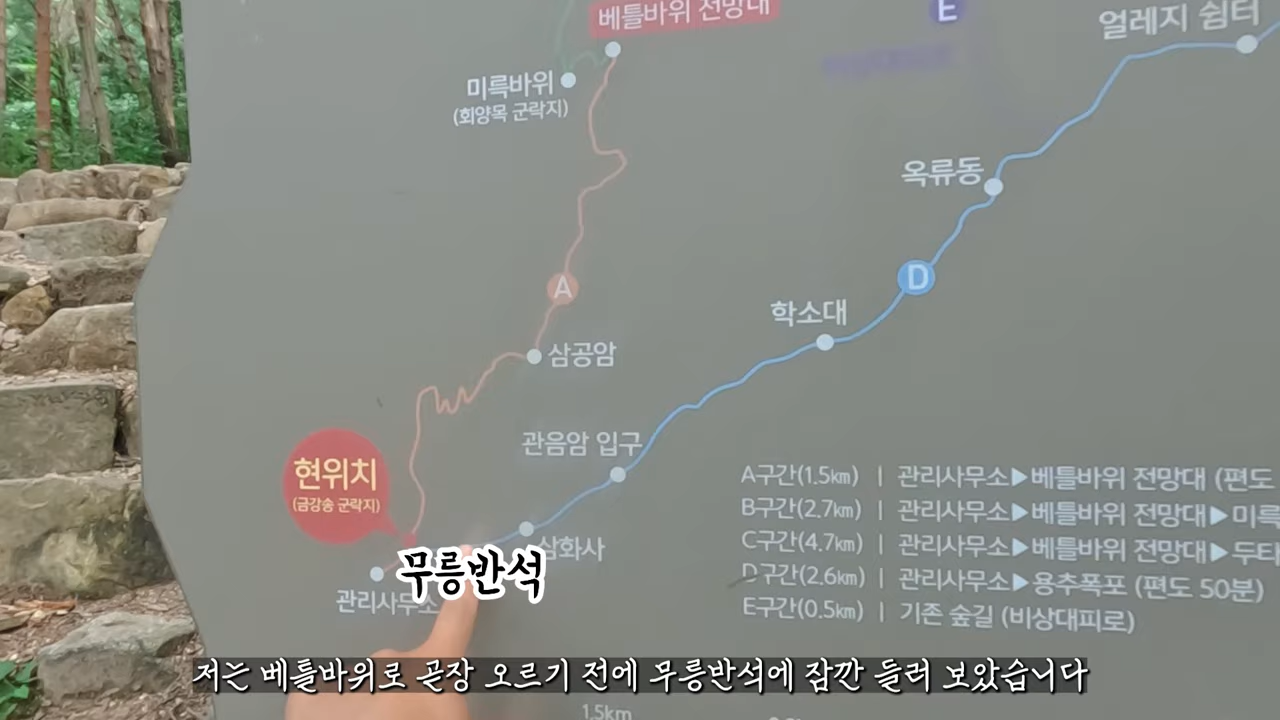 베틀바위 전망대
E
얼레지 쉼터
미륵바위
(회양목 군락지)
옥류동
A
D
학소대
삼공암
관음암 입구
현위치
(금강송 군락지)
A구간(1.5km) | 관리사무소▶베틀바위 전망대 (편도
B구간(2.7km) | 관리사무소▶베틀바위 전망대▶미륵
C구간(4.7km) | 관리사무소▶베틀바위 전망대▶두타
D구간(2.6km) | 관리사무소▶용추폭포 (편도 50분)
E구간(0.5km) | 기존 숲길 (비상대피로)
삼화사
무릉반석
관리사무소
저는 베틀바위로 곧장 오르기 전에 무릉반석에 잠깐 들러 보았습니다
1.5km